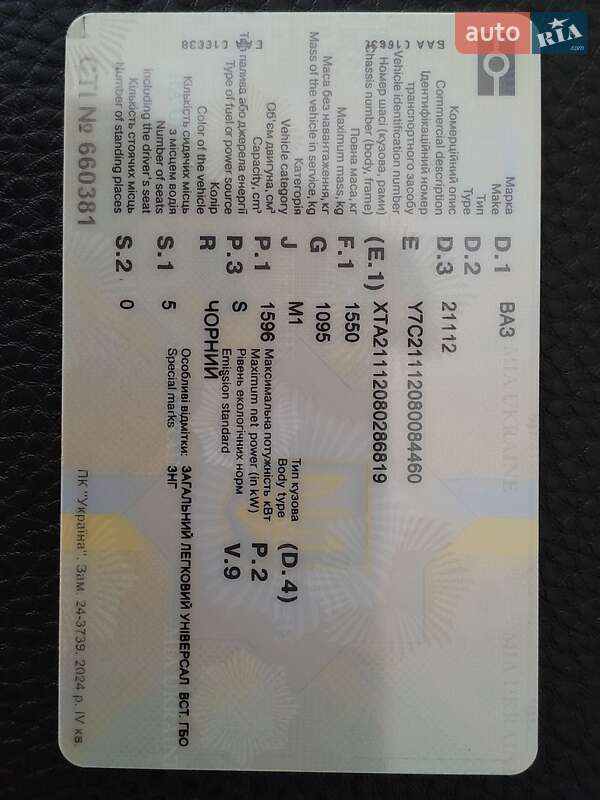 auto RIA
.com
Марка
Make D.1 ВАЗ
Тип
Type D.2
Комерційний опис
Commercial description D.3 21112
Ідентифікаційний номер
транспортного засобу
Vehicle identification number E Y7C21112080084460
Номер шасі (кузова, рами)
Chassis number (body, frame) (E.1) XTA21112080286819
Повна маса, кг
Maximum mass, kg F.1 1550
Маса без навантаження, кг
Mass of the vehicle in service, kg G 1095
Категорія
Vehicle category J M1 Тип кузова
Body type (D.4)
Об'єм двигуна, см³
Capacity, cm³ P.1 1596 Максимальна потужність кВт
Maximum net power (in kW) P.2
Тип палива або джерела енергії
Type of fuel or power source P.3 S Рівень екологічних норм
Emission standard V.9
Колір
Color of the vehicle R ЧОРНИЙ
Кількість сидячих місць
з місцем водія
Number of seats
including the driver's seat S.1 5 Особливі відмітки: ЗАГАЛЬНИЙ ЛЕГКОВИЙ УНІВЕРСАЛ ВСТ. ГБО
Special marks ЗНГ
Кількість стоячих місць
Number of standing places S.2 0
СТІ № 660381
ПК "Україна". Зам. 24-3739. 2024 р. IV кв.